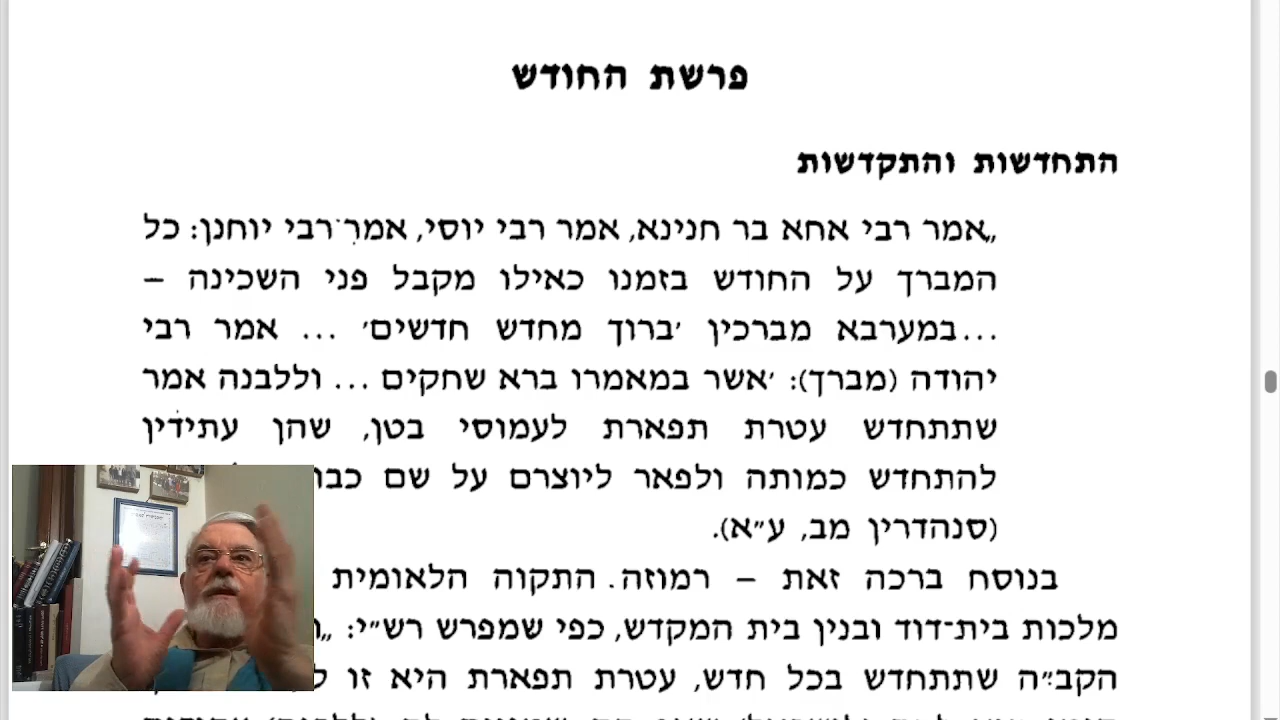 פרשת החודש
התחדשות והתקדשות
„אמר רבי אחא בר חנינא, אמר רבי יוסי, אמר רבי יוחנן: כל
המברך על החודש בזמנו כאילו מקבל פני השכינה –
...במערבא מברכין ׳ברוך מחדש חדשים׳ ... אמר רבי
יהודה (מברך): ׳אשר במאמרו ברא שחקים ... וללבנה אמר
שתתחדש עטרת תפארת לעמוסי בטן, שהן עתידין
להתחדש כמותה ולפאר ליוצרם על שם
(סנהדרין מב, ע״א).
בנוסח ברכה זאת – רמוזה התקוה הלאומית
מלכות בית־דוד ובנין בית המקדש, כפי שמפרש רש״י:
הקב״ה שתתחדש בכל חדש, עטרת תפארת היא זו